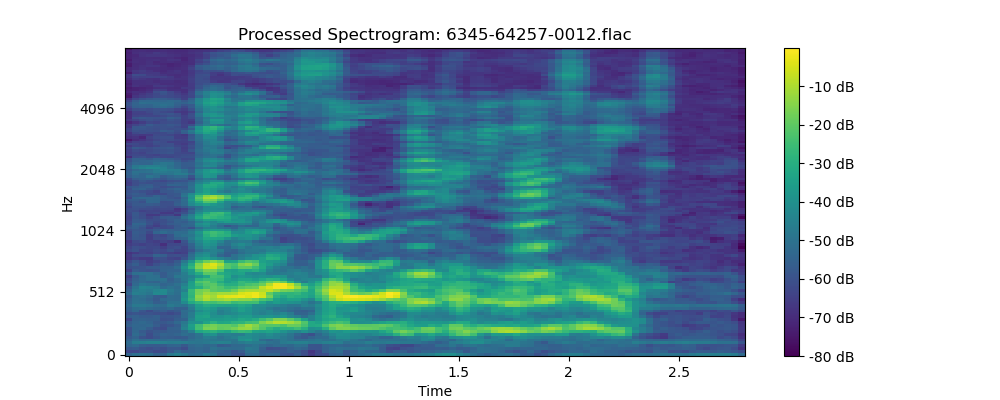 Processed Spectrogram: 6345-64257-0012.flac
Hz
4096
2048
1024
512
0
0
0.5
1
1.5
2
2.5
Time
-10 dB
-20 dB
-30 dB
-40 dB
-50 dB
-60 dB
-70 dB
-80 dB